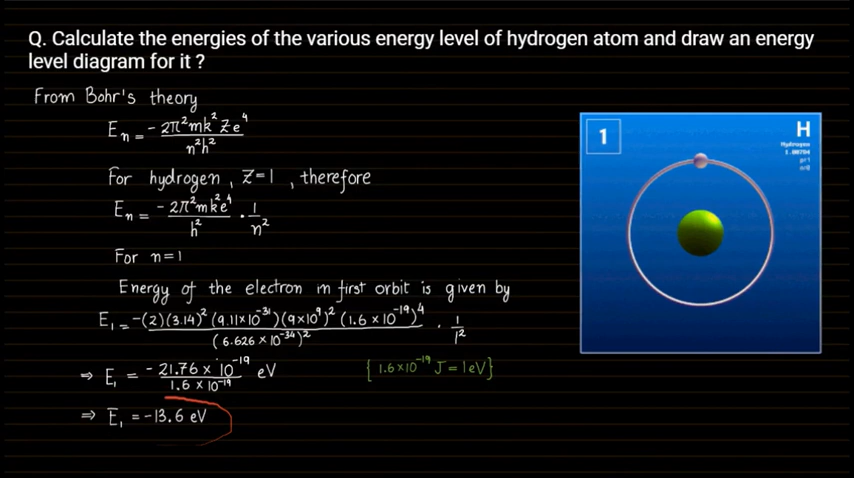 Q. Calculate the energies of the various energy level of hydrogen atom and draw an energy
level diagram for it ?
From Bohr's theory
Eₙ = -2π²mk²Ze⁴ / n²h²
For hydrogen, Z=1, therefore
Eₙ = -2π²mk²e⁴ / h² · 1/n²
For n=1
Energy of the electron in first orbit is given by
E₁ = -(2)(3.14)²(9.11×10⁻³¹)(9×10⁹)²(1.6×10⁻¹⁹)⁴ / (6.626×10⁻³⁴)² · 1/1²
⇒ E₁ = -21.76×10⁻¹⁹ / 1.6×10⁻¹⁹ eV {1.6×10⁻¹⁹ J = 1eV}
⇒ E₁ = -13.6 eV
1
H
Hydrogen
1.00794